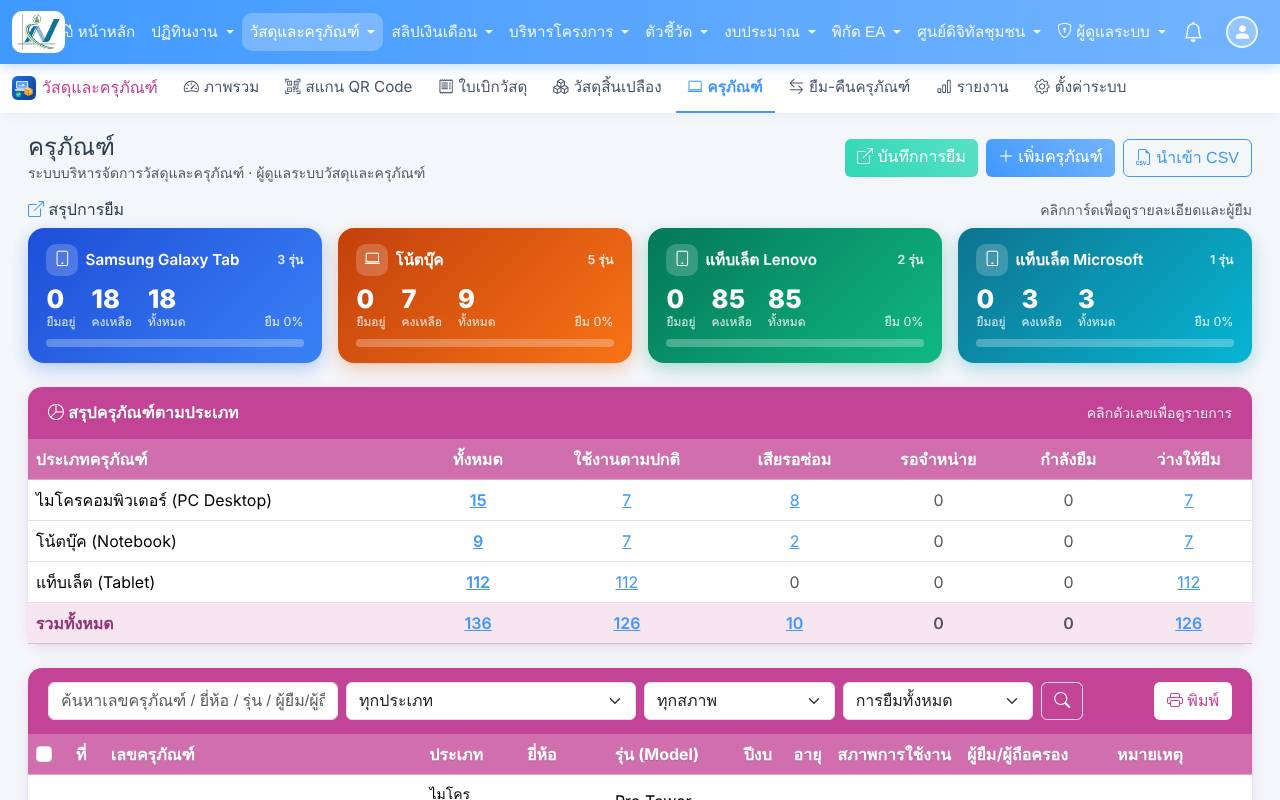 หน้าหลัก ปฏิทินงาน วัสดุและครุภัณฑ์ สลิปเงินเดือน บริหารโครงการ ตัวชี้วัด งบประมาณ พิกัด EA ศูนย์ดิจิทัลชุมชน ผู้ดูแลระบบ
วัสดุและครุภัณฑ์ ภาพรวม สแกน QR Code ใบเบิกวัสดุ วัสดุสิ้นเปลือง ครุภัณฑ์ ยืม-คืนครุภัณฑ์ รายงาน ตั้งค่าระบบ
ครุภัณฑ์
ระบบบริหารจัดการวัสดุและครุภัณฑ์ · ผู้ดูแลระบบวัสดุและครุภัณฑ์
บันทึกการยืม เพิ่มครุภัณฑ์ นำเข้า CSV
สรุปการยืม คลิกการ์ดเพื่อดูรายละเอียดและผู้ยืม
Samsung Galaxy Tab 3 รุ่น
0 18 18
ยืมอยู่ คงเหลือ ทั้งหมด ยืม 0%
โน้ตบุ๊ค 5 รุ่น
0 7 9
ยืมอยู่ คงเหลือ ทั้งหมด ยืม 0%
แท็บเล็ต Lenovo 2 รุ่น
0 85 85
ยืมอยู่ คงเหลือ ทั้งหมด ยืม 0%
แท็บเล็ต Microsoft 1 รุ่น
0 3 3
ยืมอยู่ คงเหลือ ทั้งหมด ยืม 0%
สรุปครุภัณฑ์ตามประเภท คลิกตัวเลขเพื่อดูรายการ
ประเภทครุภัณฑ์ ทั้งหมด ใช้งานตามปกติ เสียรอซ่อม รอจำหน่าย กำลังยืม ว่างให้ยืม
ไมโครคอมพิวเตอร์ (PC Desktop) 15 7 8 0 0 7
โน้ตบุ๊ค (Notebook) 9 7 2 0 0 7
แท็บเล็ต (Tablet) 112 112 0 0 0 112
รวมทั้งหมด 136 126 10 0 0 126
ค้นหาเลขครุภัณฑ์ / ยี่ห้อ / รุ่น / ผู้ยืม/ผู้ถื ทุกประเภท ทุกสภาพ การยืมทั้งหมด พิมพ์
ที่ เลขครุภัณฑ์ ประเภท ยี่ห้อ รุ่น (Model) ปีงบ อายุ สภาพการใช้งาน ผู้ยืม/ผู้ถือครอง หมายเหตุ
ไมโคร
Pro Tower